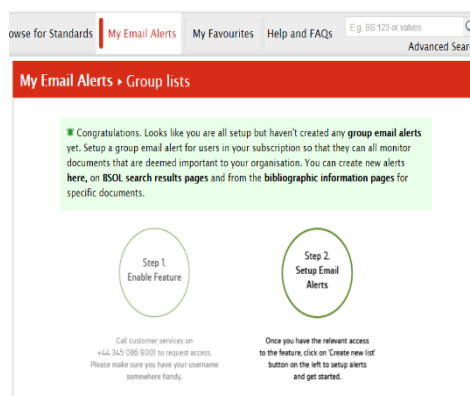 owse for Standards My Email Alerts My Favourites Help and FAQs E.g. BS 123 or valves
Advanced Sear
My Email Alerts ▸ Group lists
Congratulations. Looks like you are all setup but haven't created any group email alerts
yet. Setup a group email alert for users in your subscription so that they can all monitor
documents that are deemed important to your organisation. You can create new alerts
here, on BSOL search results pages and from the bibliographic information pages for
specific documents.
Step 1.
Enable Feature
Call customer services on
+44 345 086 9001 to request access.
Please make sure you have your username
somewhere handy.
Step 2.
Setup Email
Alerts
Once you have the relevant access
to the feature, click on 'Create new list'
button on the left to setup alerts
and get started.